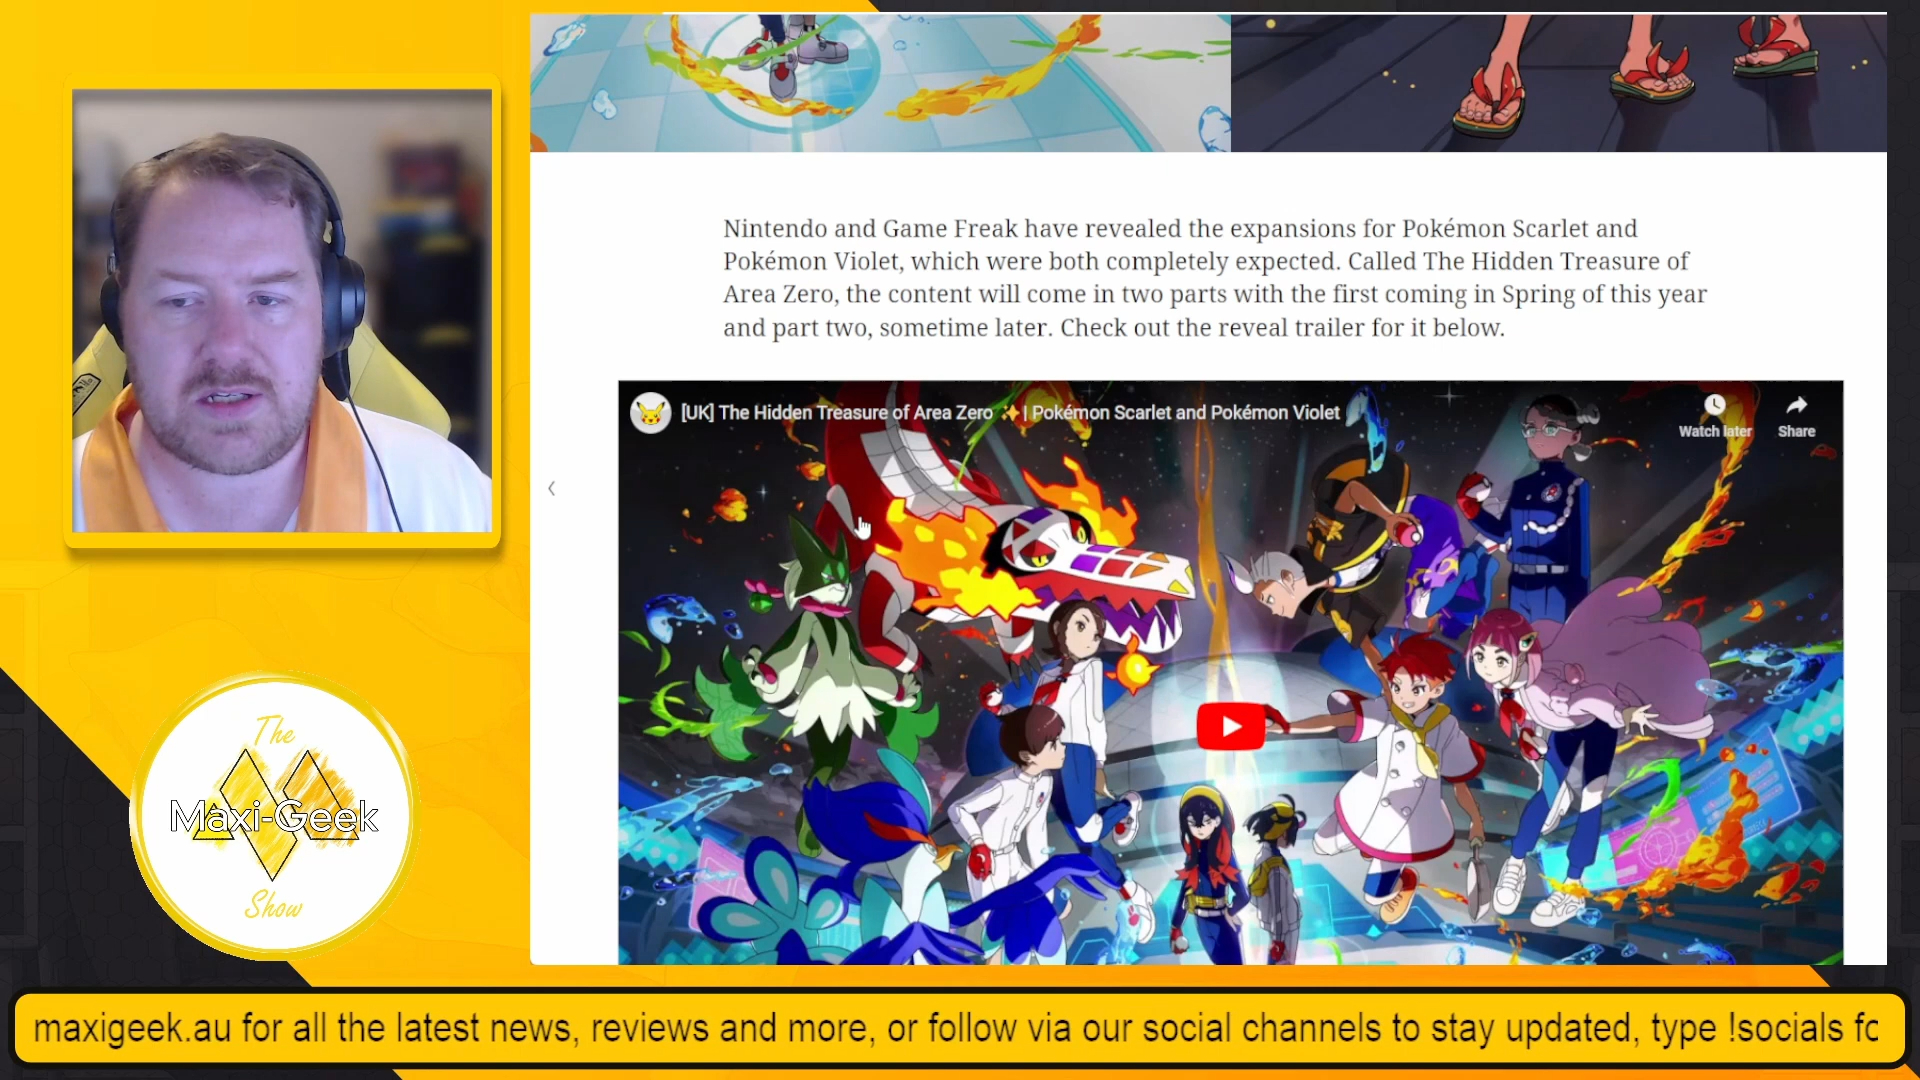 Nintendo and Game Freak have revealed the expansions for Pokémon Scarlet and
Pokémon Violet, which were both completely expected. Called The Hidden Treasure of
Area Zero, the content will come in two parts with the first coming in Spring of this year
and part two, sometime later. Check out the reveal trailer for it below.
[UK] The Hidden Treasure of Area Zero ✨ | Pokémon Scarlet and Pokémon Violet
Watch later
Share
The
Maxi-Geek
Show
maxigeek.au for all the latest news, reviews and more, or follow via our social channels to stay updated, type !socials fo